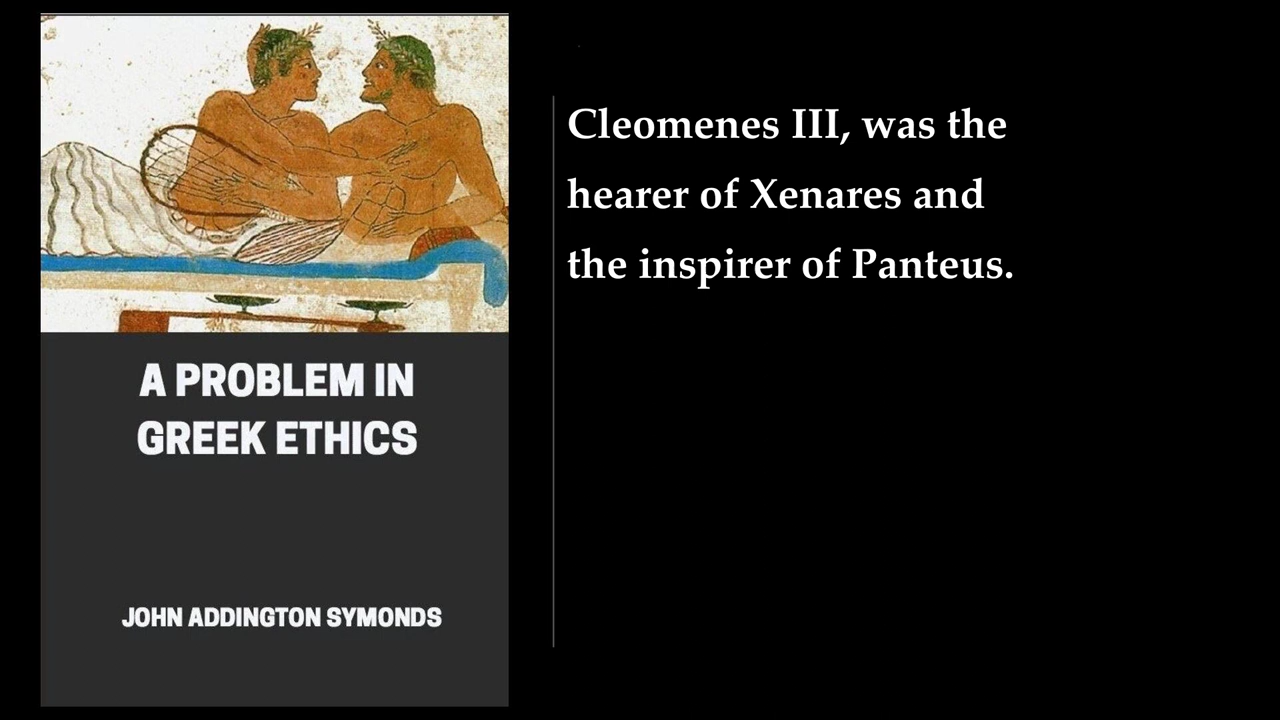 A PROBLEM IN
GREEK ETHICS
JOHN ADDINGTON SYMONDS
Cleomenes III, was the
hearer of Xenares and
the inspirer of Panteus.